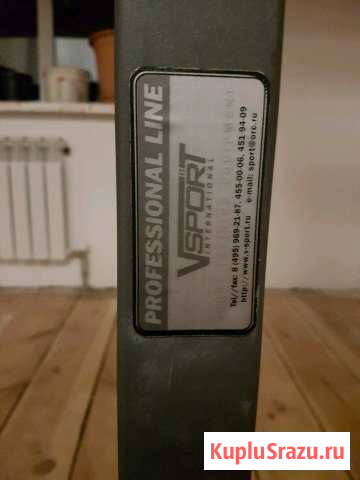 PROFESSIONAL LINE
VSPORT
INTERNATIONAL
Tel//fax: 8 (495) 969-21-87, 455-00-06, 451-94-09
http://www.v-sport.ru e-mail: sport@orc.ru
KupluSrazu.ru